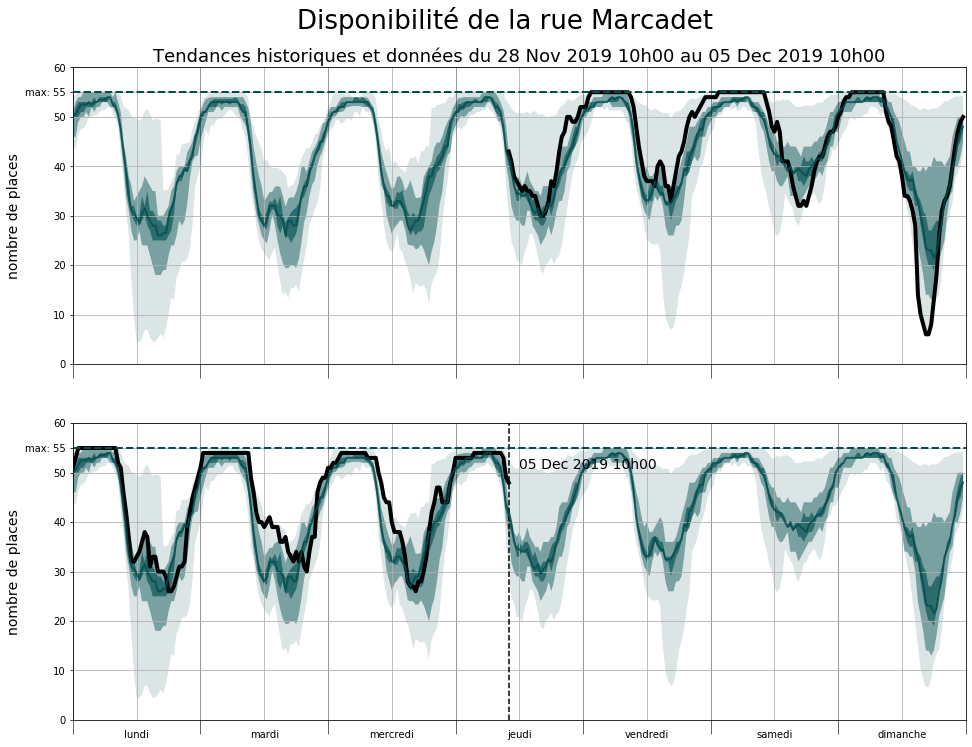 Disponibilité de la rue Marcadet
Tendances historiques et données du 28 Nov 2019 10h00 au 05 Dec 2019 10h00
60
max: 55
50
40
30
20
10
0
nombre de places
60
max: 55
50
40
30
20
10
0
nombre de places
05 Dec 2019 10h00
lundi mardi mercredi jeudi vendredi samedi dimanche